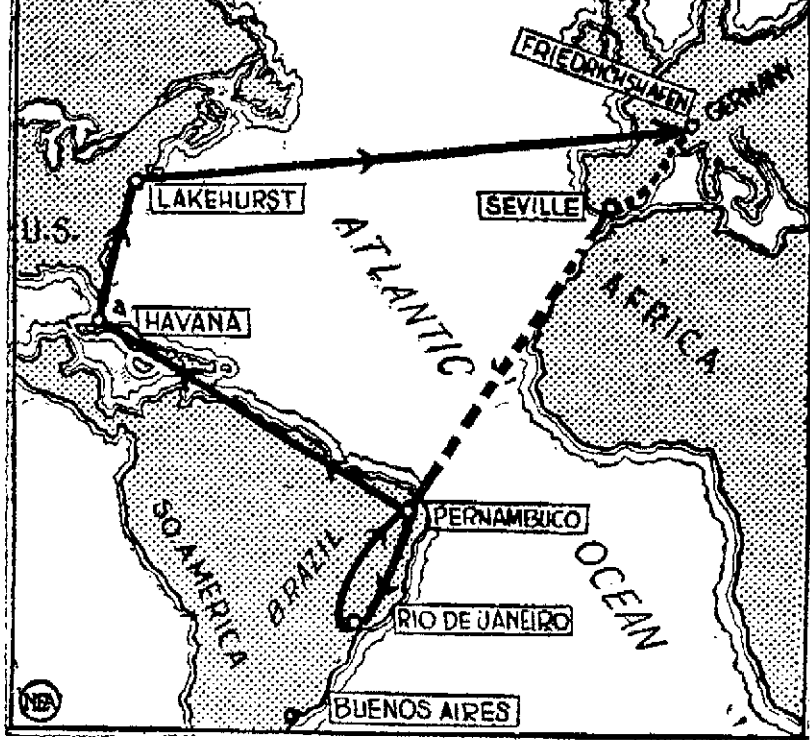 FRIEDRICHSHAFEN
GERMANY
LAKEHURST
SEVILLE
U.S.
ATLANTIC
AFRICA
HAVANA
PERNAMBUCO
SO AMERICA
BRAZIL
OCEAN
RIO DE JANEIRO
BUENOS AIRES
NEA